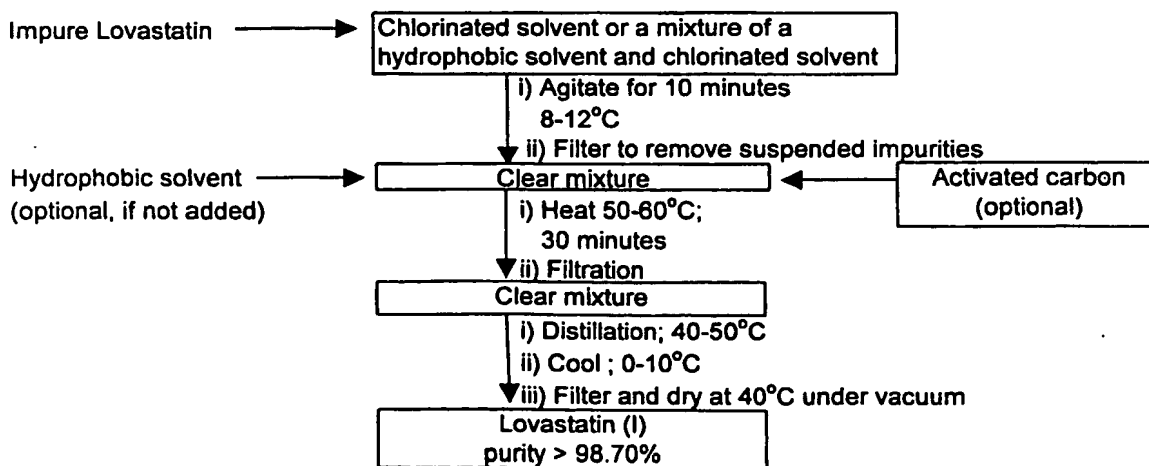 Impure Lovastatin
Chlorinated solvent or a mixture of a
hydrophobic solvent and chlorinated solvent
i) Agitate for 10 minutes
8-12°C
ii) Filter to remove suspended impurities
Hydrophobic solvent
(optional, if not added)
Clear mixture
Activated carbon
(optional)
i) Heat 50-60°C;
30 minutes
ii) Filtration
Clear mixture
i) Distillation; 40-50°C
ii) Cool ; 0-10°C
iii) Filter and dry at 40°C under vacuum
Lovastatin (I)
purity > 98.70%